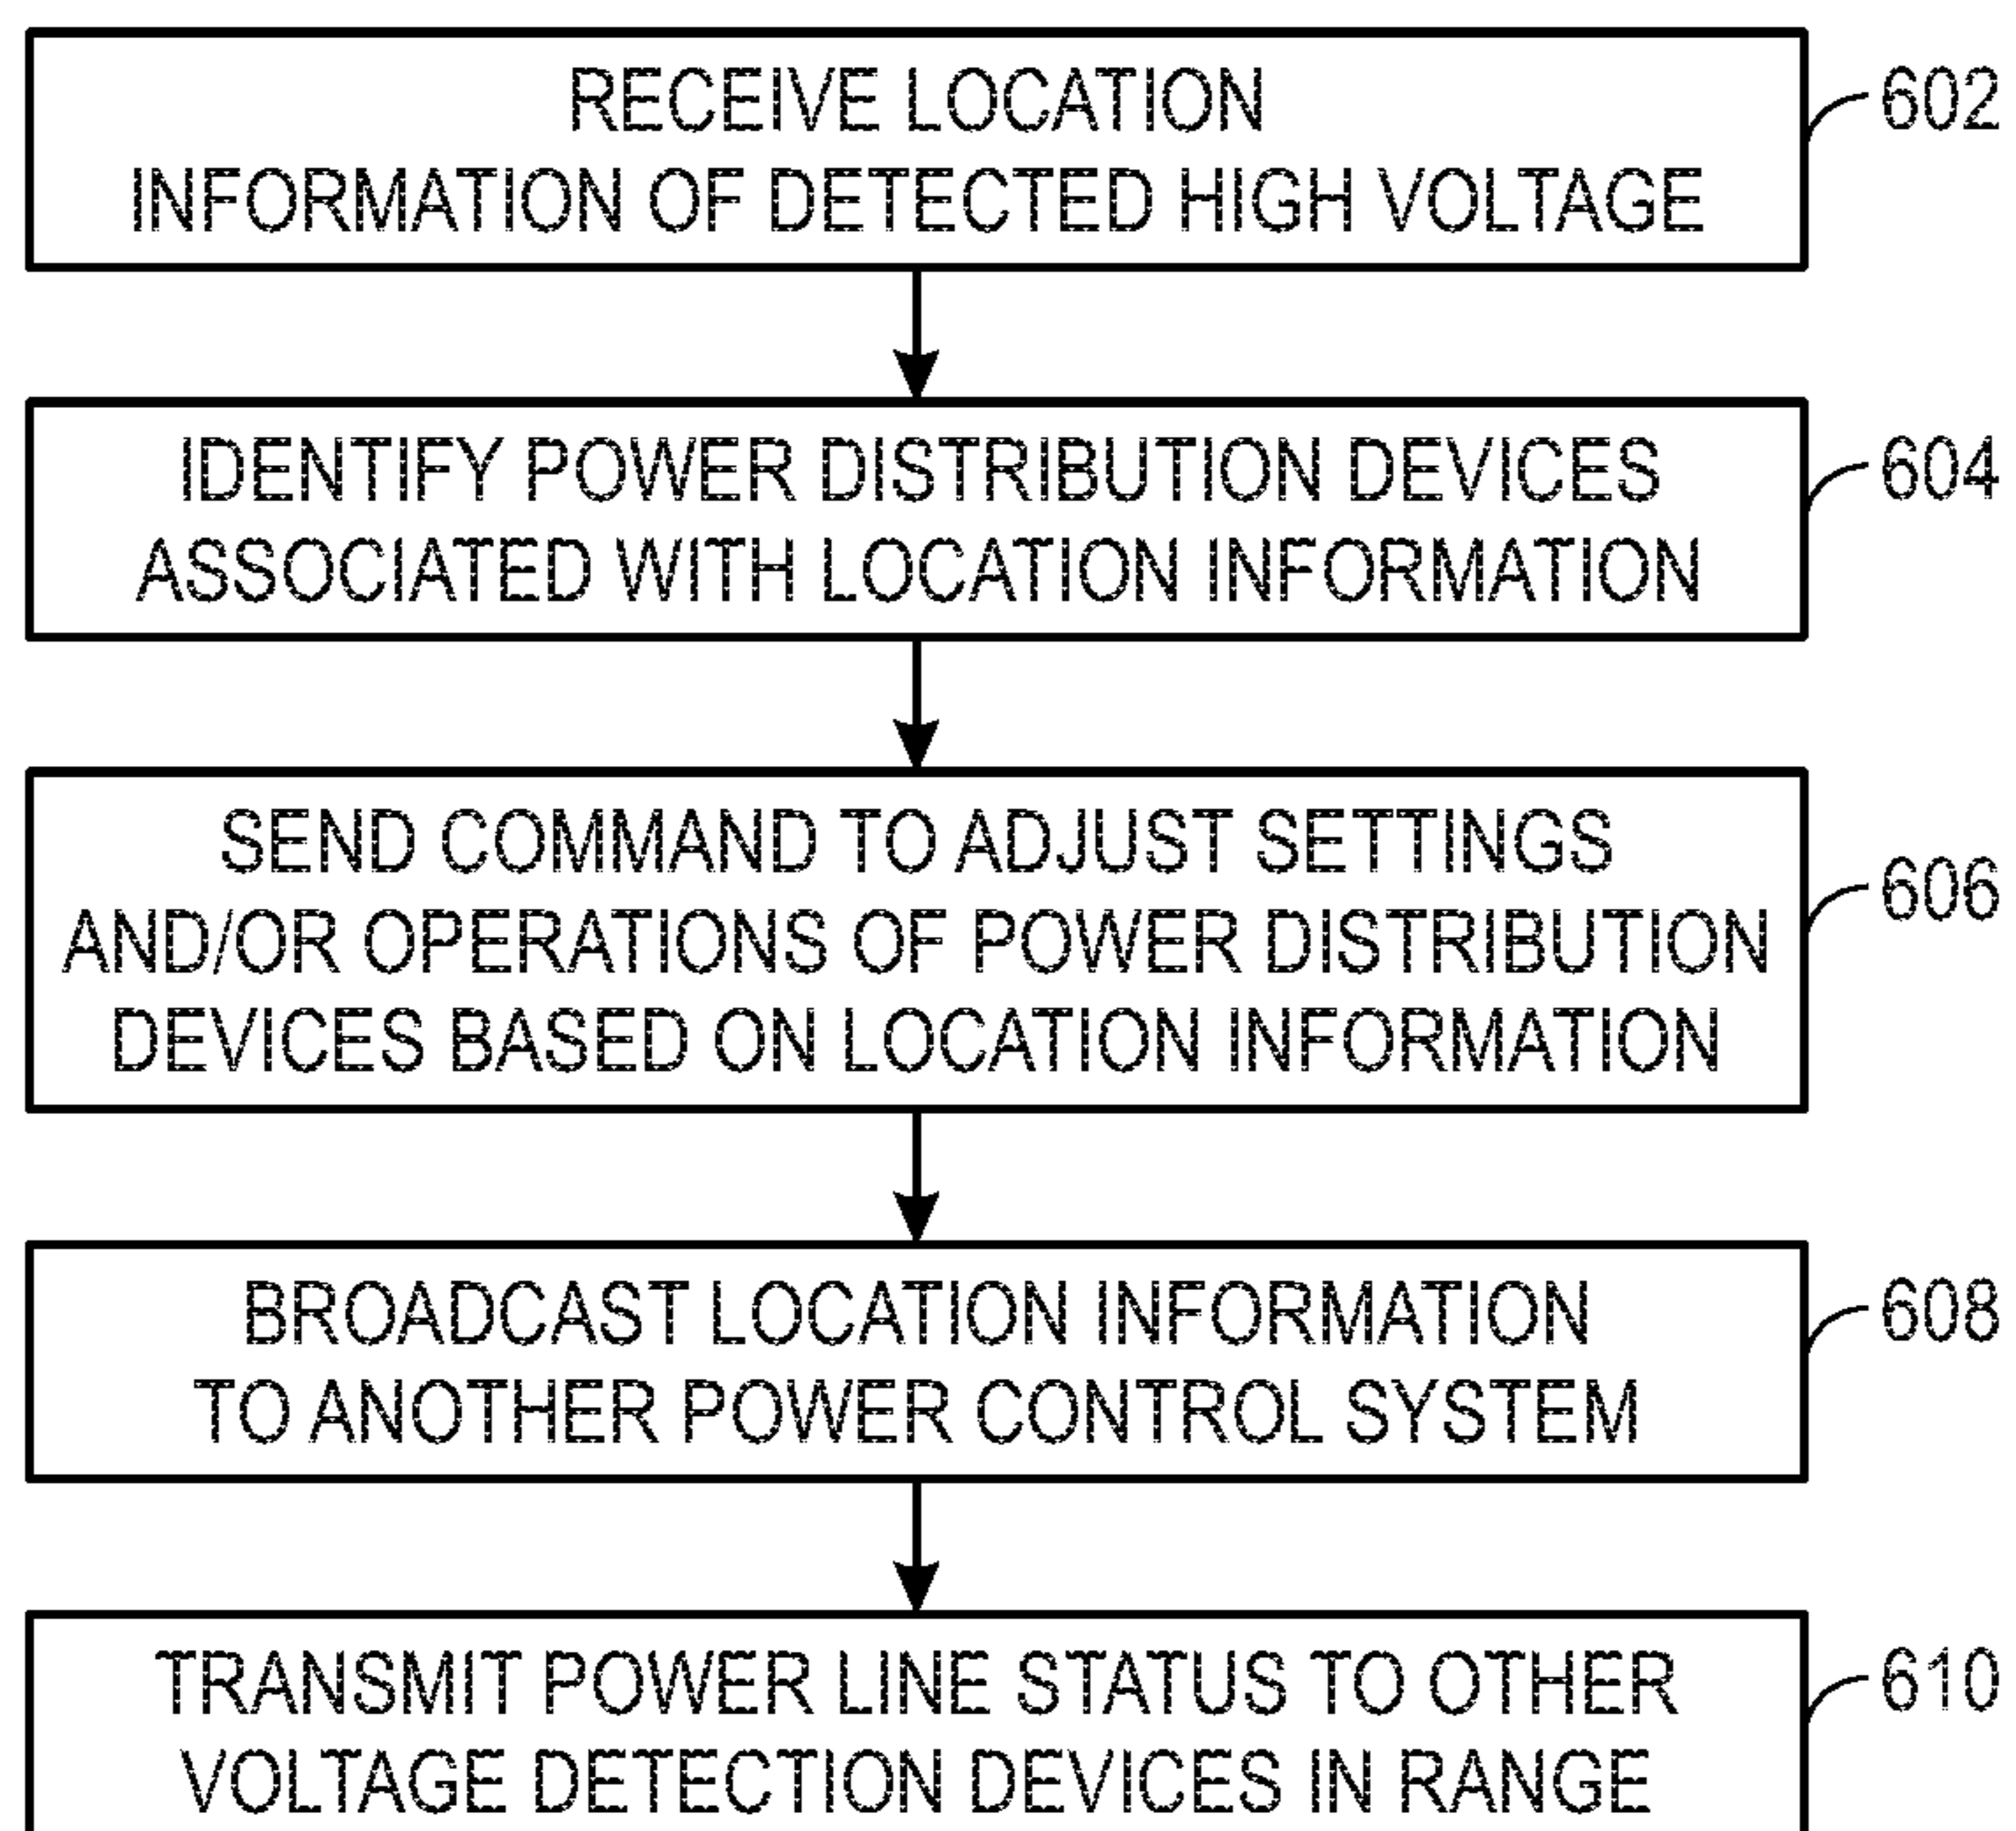 RECEIVE LOCATION
INFORMATION OF DETECTED HIGH VOLTAGE
602
IDENTIFY POWER DISTRIBUTION DEVICES
ASSOCIATED WITH LOCATION INFORMATION
604
SEND COMMAND TO ADJUST SETTINGS
AND/OR OPERATIONS OF POWER DISTRIBUTION
DEVICES BASED ON LOCATION INFORMATION
606
BROADCAST LOCATION INFORMATION
TO ANOTHER POWER CONTROL SYSTEM
608
TRANSMIT POWER LINE STATUS TO OTHER
VOLTAGE DETECTION DEVICES IN RANGE
610